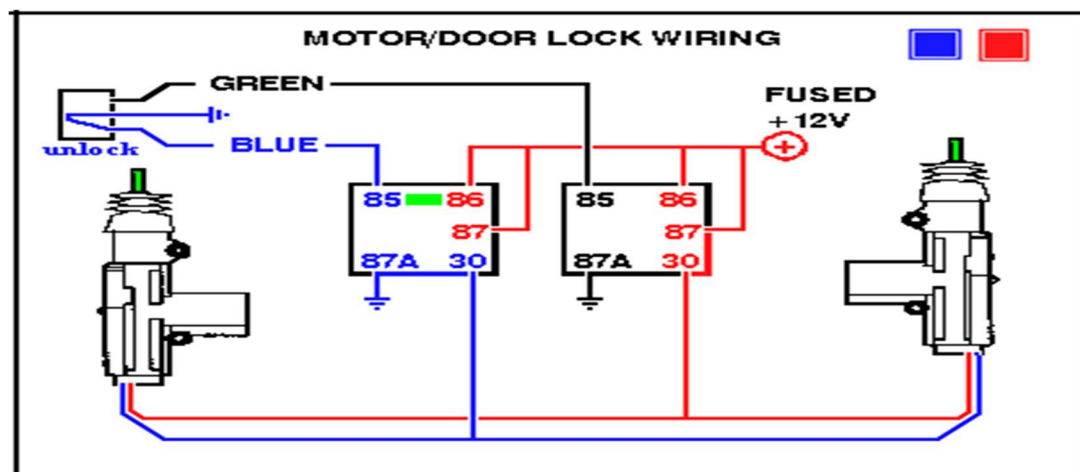 MOTOR/DOOR LOCK WIRING
GREEN
FUSED
+12V
unlock
BLUE
85 86
87
87A 30
85 86
87
87A 30